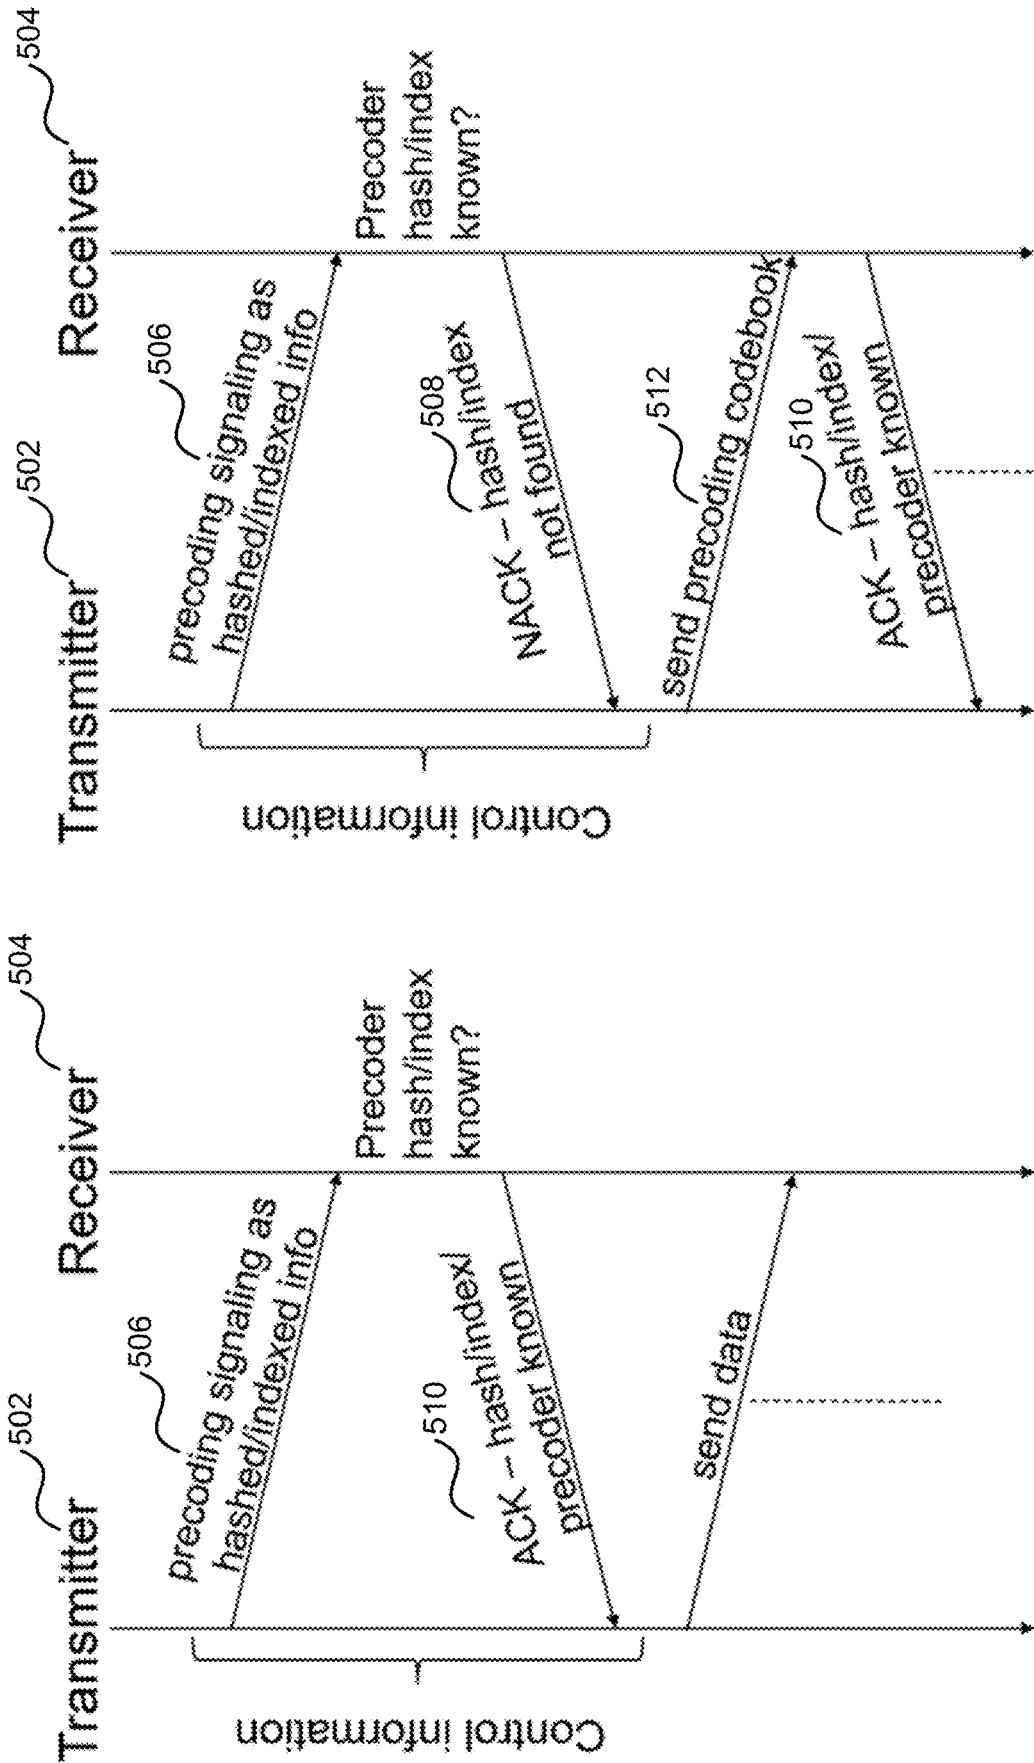 Transmitter
502
Receiver
504
506
precoding signaling as
hashed/indexed info
Precoder
hash/index
known?
510
ACK – hash/index/
precoder known
Control information
send data
Transmitter
502
Receiver
504
506
precoding signaling as
hashed/indexed info
Precoder
hash/index
known?
508
NACK – hash/index
not found
Control information
512
send precoding codebook
510
ACK – hash/index/
precoder known